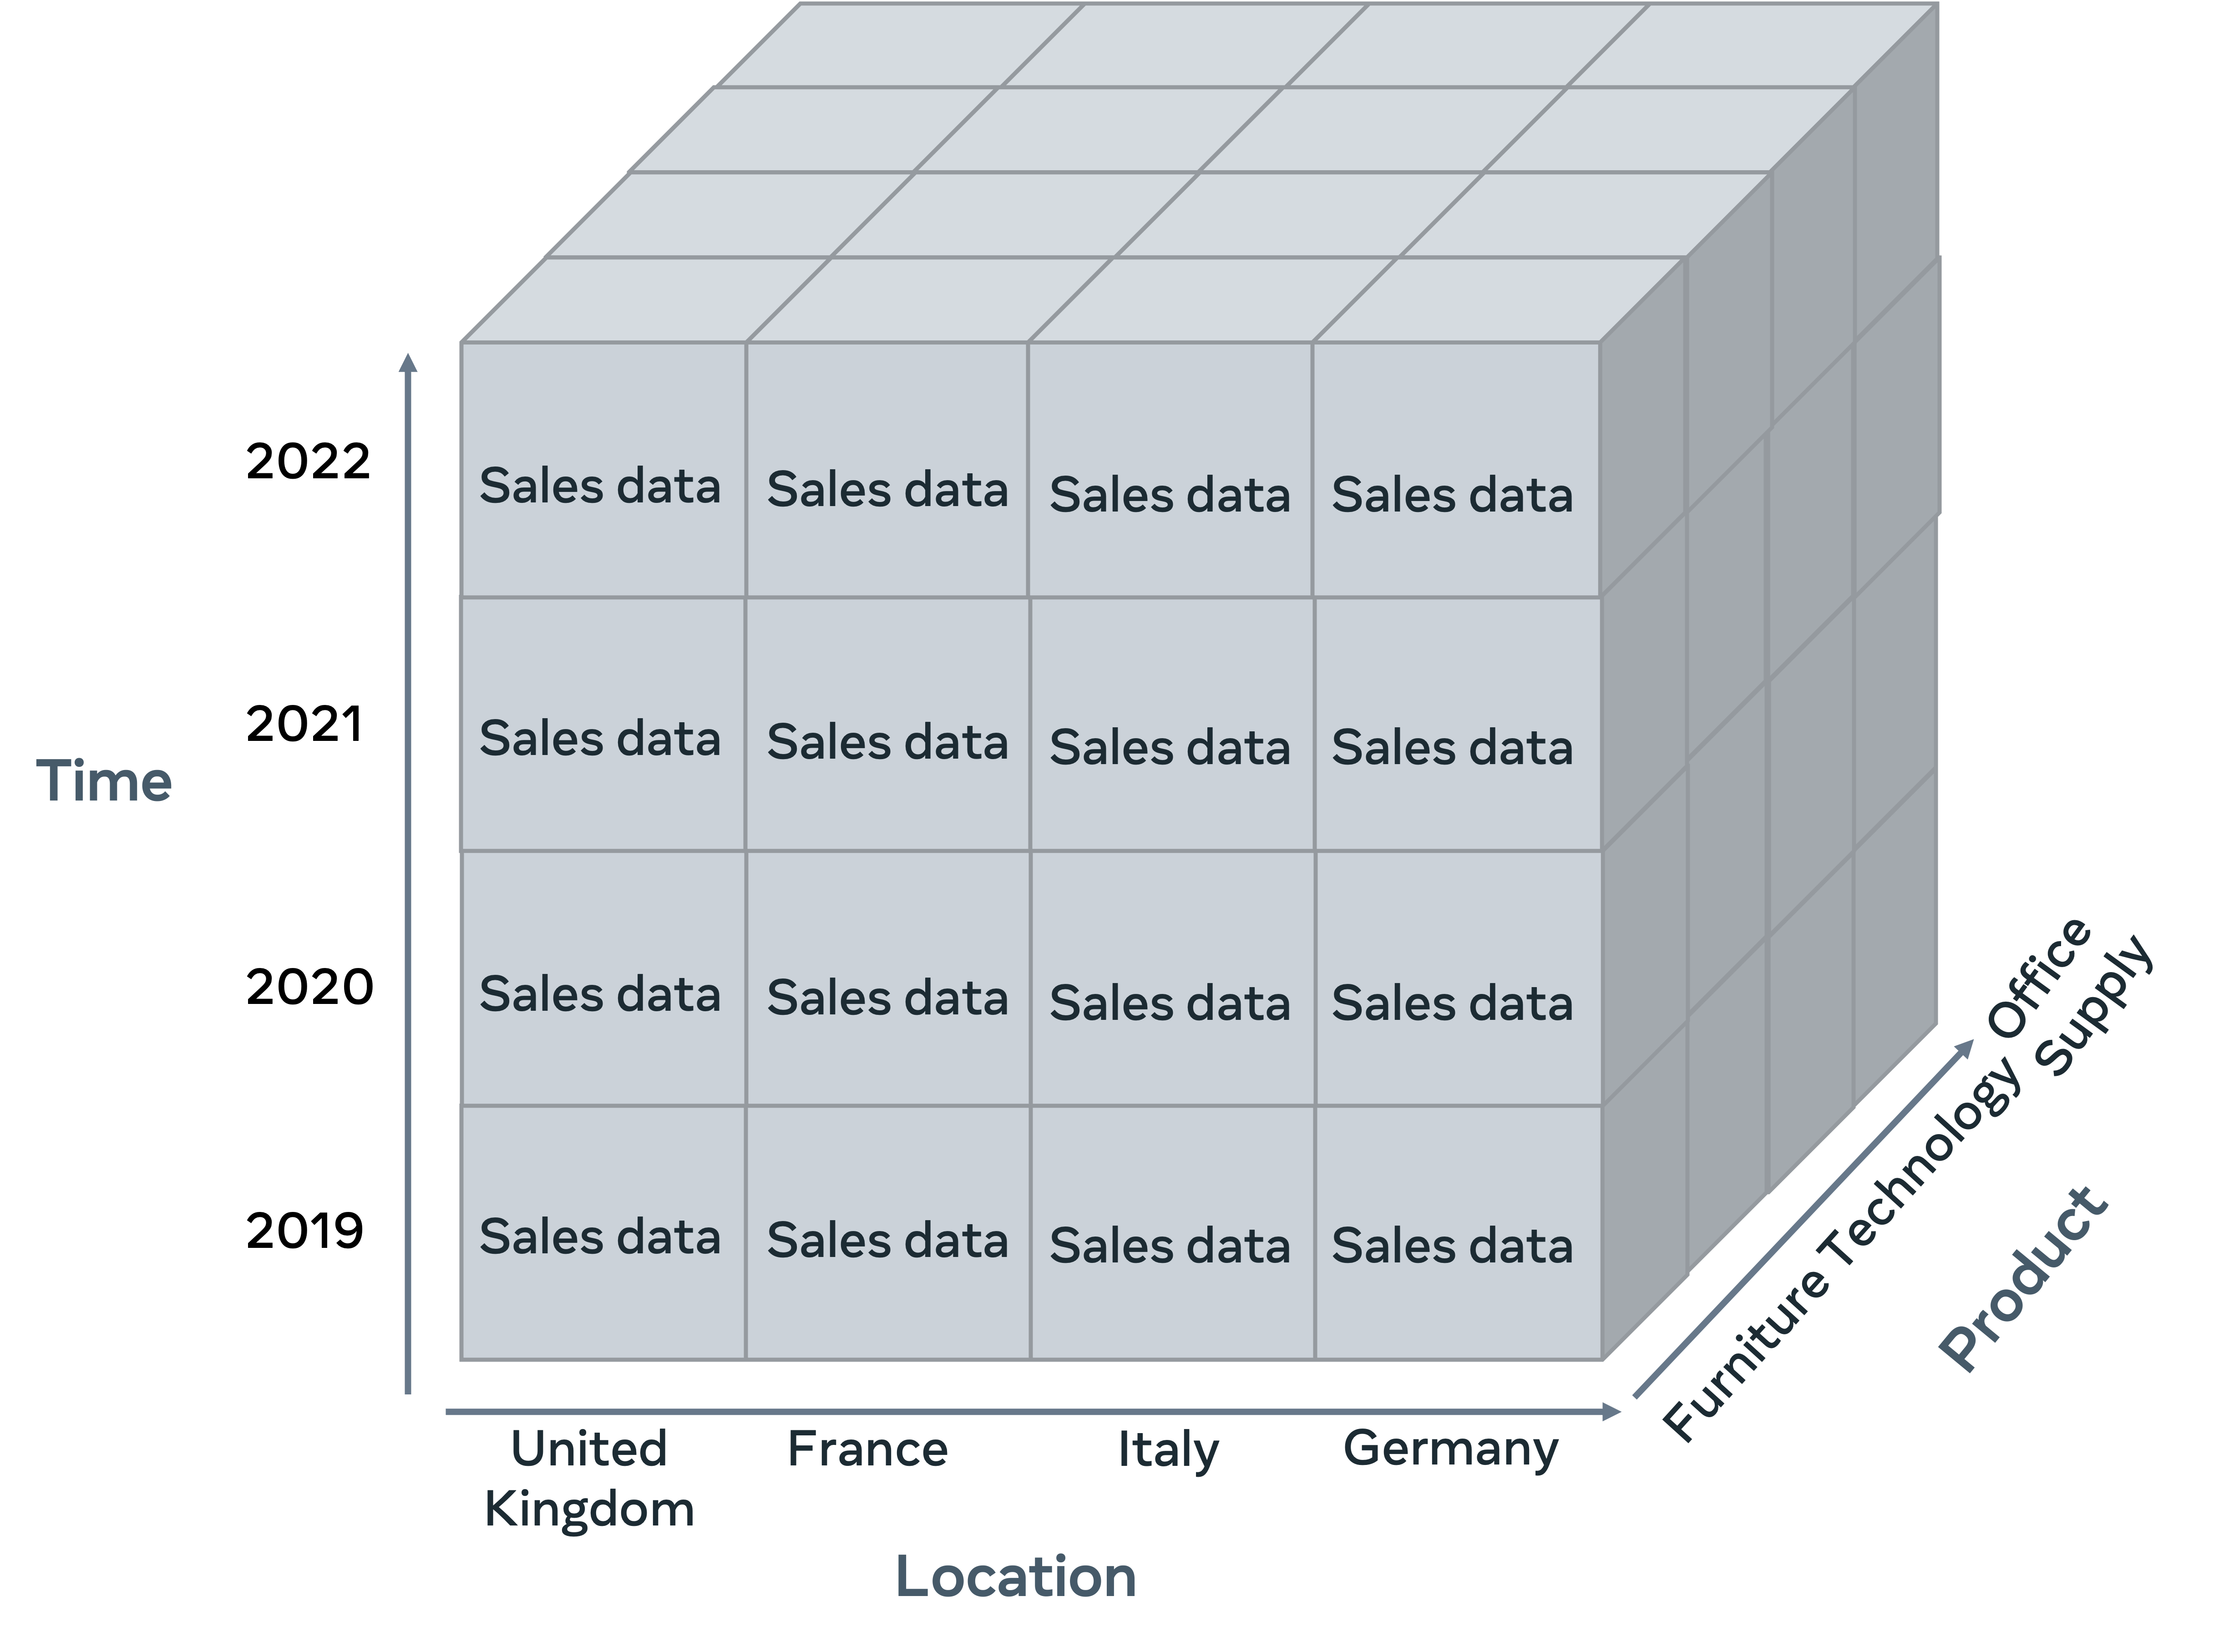 2022
Sales data Sales data Sales data Sales data
2021
Sales data Sales data Sales data Sales data
Time
2020
Sales data Sales data Sales data Sales data
2019
Sales data Sales data Sales data Sales data
United
Kingdom
France
Italy
Germany
Location
Furniture Technology Office
Supply
Product